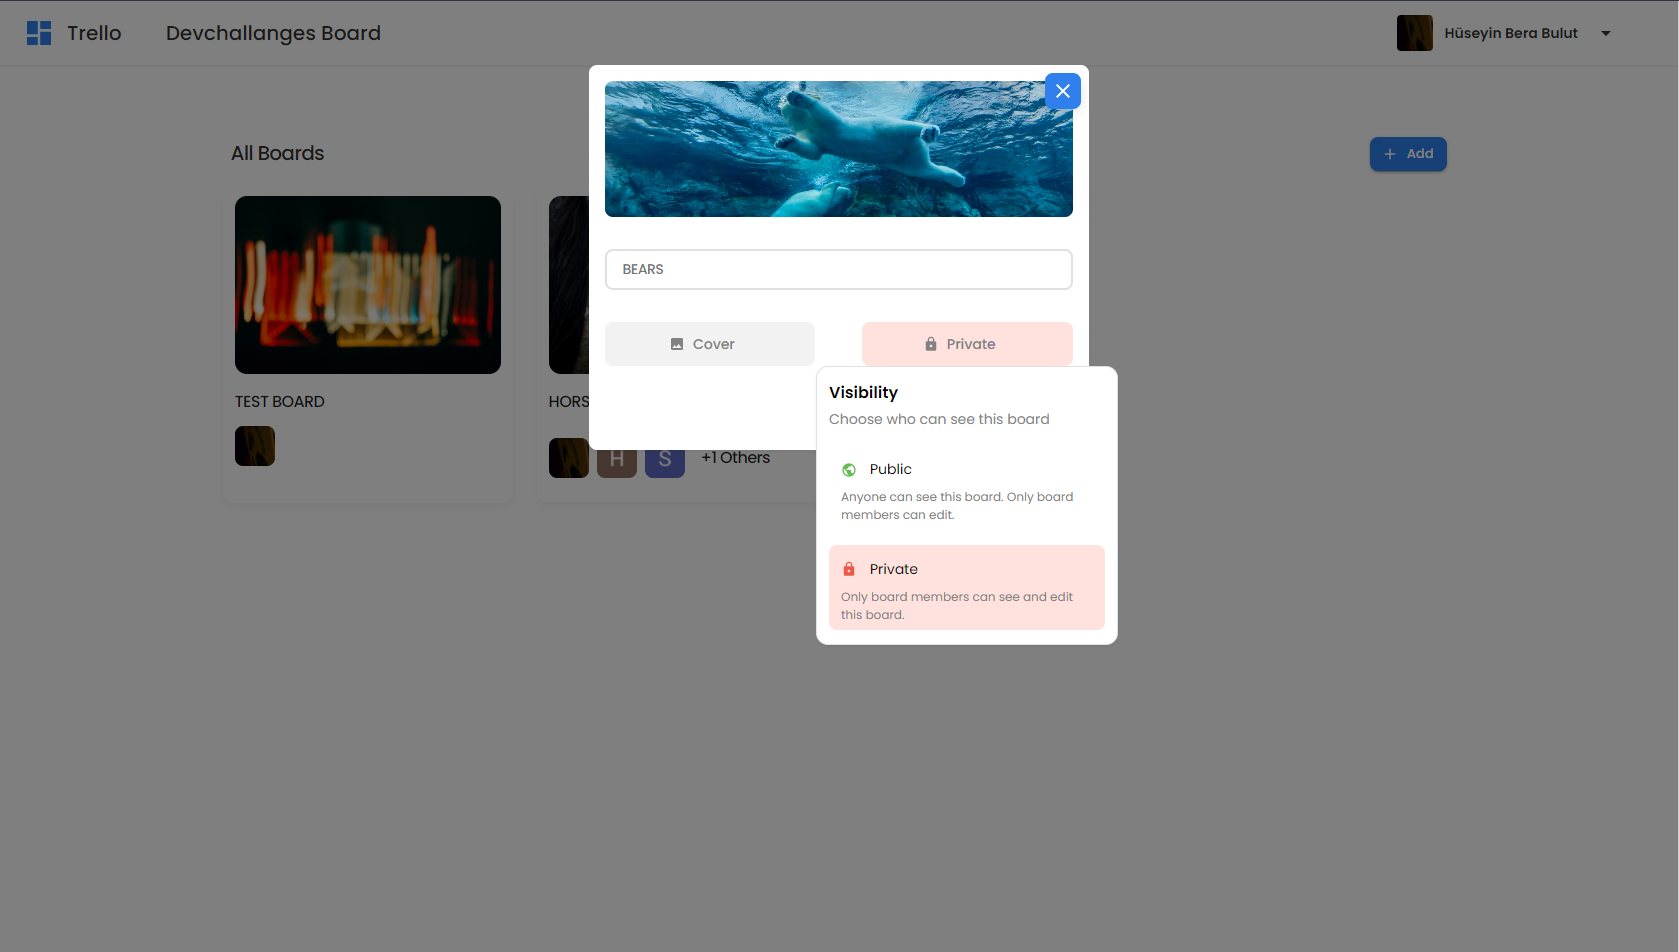 Trello
Devchallanges Board
Hüseyin Bera Bulut
All Boards
+ Add
BEARS
Cover
Private
TEST BOARD
HORS
H
S
+1 Others
Visibility
Choose who can see this board
Public
Anyone can see this board. Only board
members can edit.
Private
Only board members can see and edit
this board.